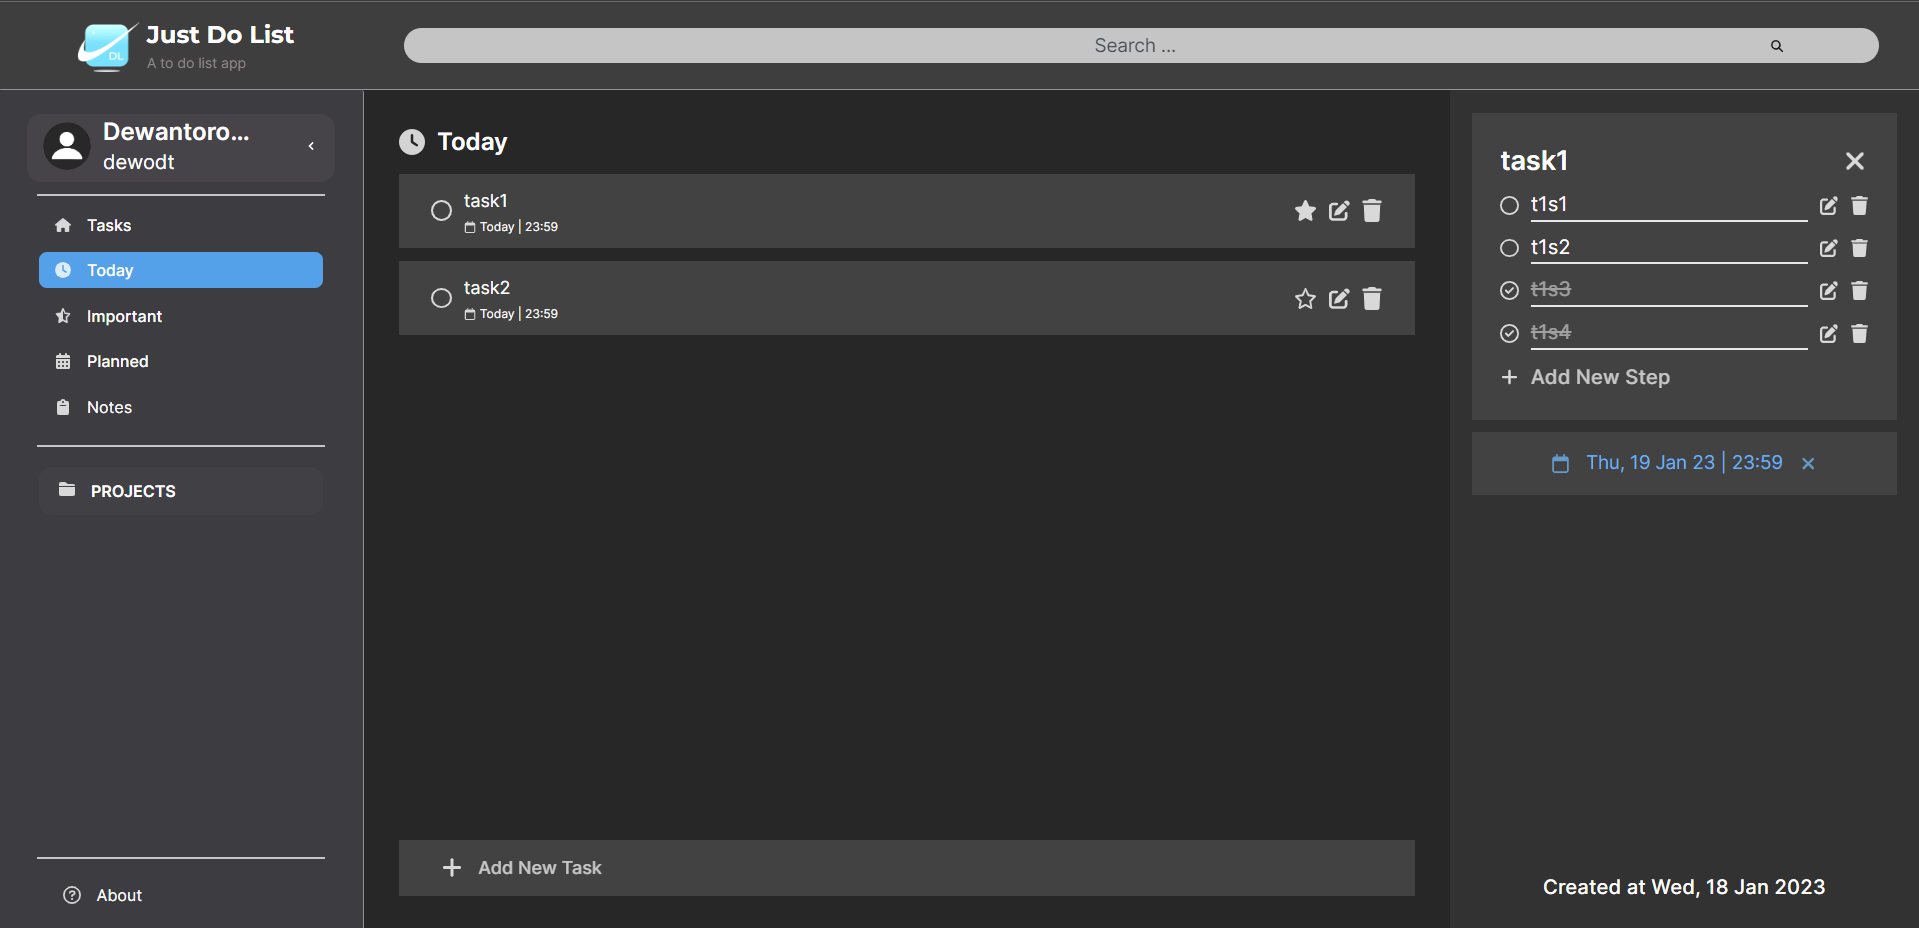 Just Do List
A to do list app
DL
Search ...
Dewantoro...
dewodt
Tasks
Today
Important
Planned
Notes
PROJECTS
About
Today
task1
Today | 23:59
task2
Today | 23:59
Add New Task
task1
t1s1
t1s2
t1s3
t1s4
Add New Step
Thu, 19 Jan 23 | 23:59
Created at Wed, 18 Jan 2023